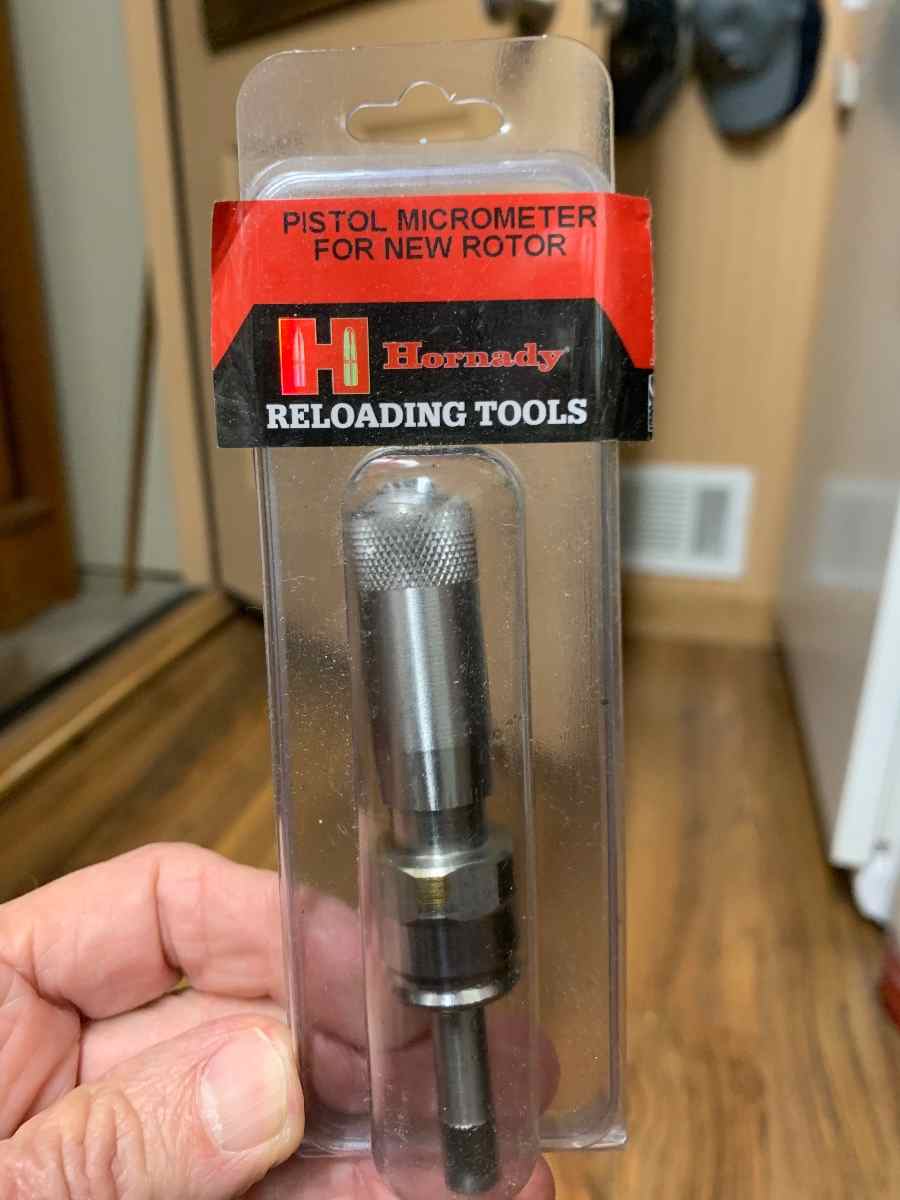 PISTOL MICROMETER
FOR NEW ROTOR
H Hornady
RELOADING TOOLS